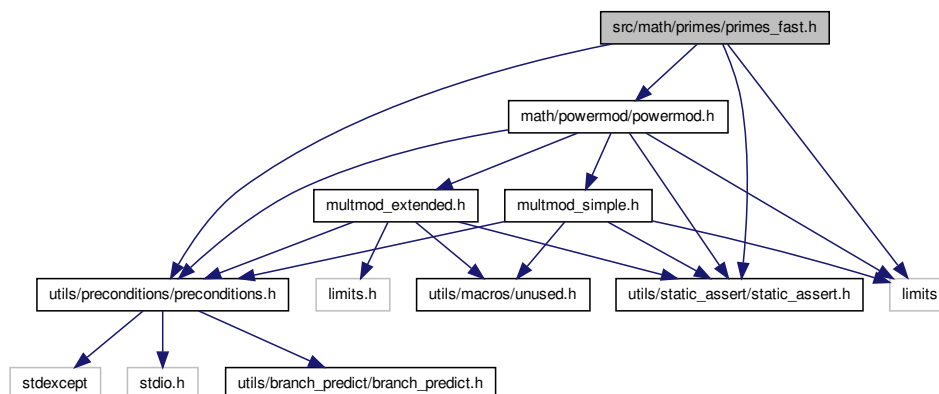 src/math/primes/primes_fast.h
math/powermod/powermod.h
multmod_extended.h
multmod_simple.h
utils/preconditions/preconditions.h
limits.h
utils/macros/unused.h
utils/static_assert/static_assert.h
limits
stdexcept
stdio.h
utils/branch_predict/branch_predict.h